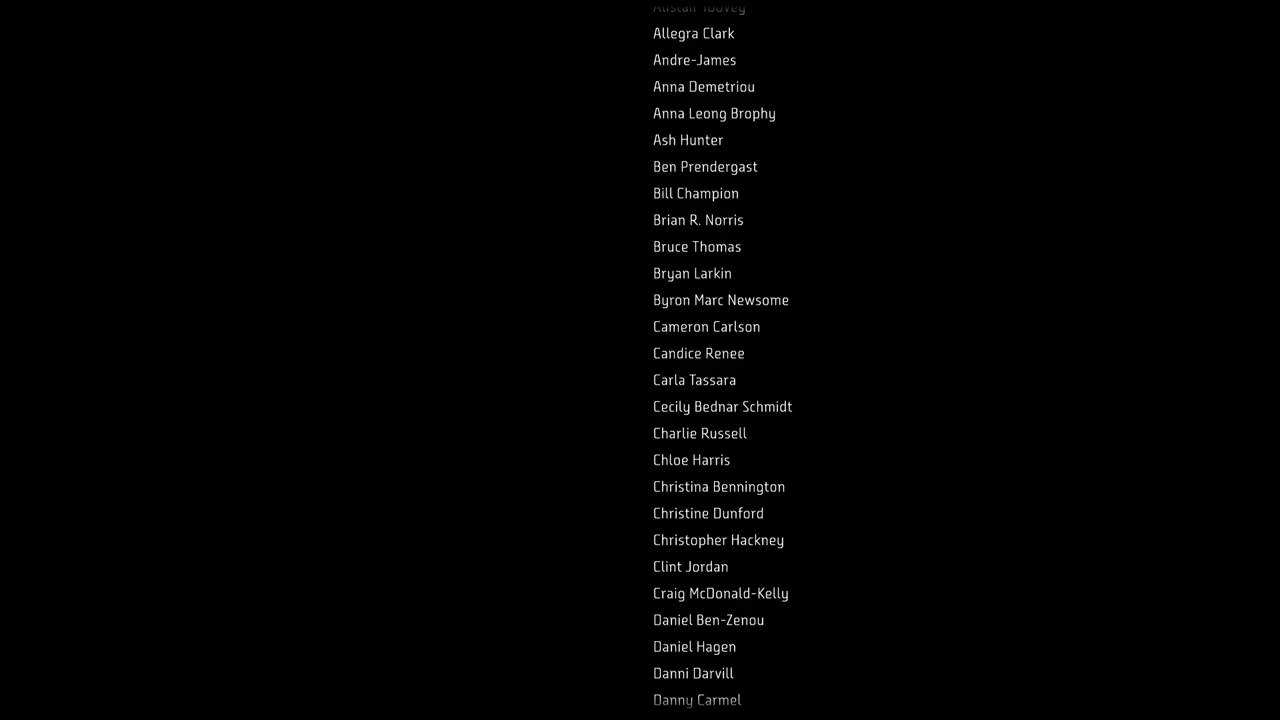 Alistair Toovey
Allegra Clark
Andre-James
Anna Demetriou
Anna Leong Brophy
Ash Hunter
Ben Prendergast
Bill Champion
Brian R. Norris
Bruce Thomas
Bryan Larkin
Byron Marc Newsome
Cameron Carlson
Candice Renee
Carla Tassara
Cecily Bednar Schmidt
Charlie Russell
Chloe Harris
Christina Bennington
Christine Dunford
Christopher Hackney
Clint Jordan
Craig McDonald-Kelly
Daniel Ben-Zenou
Daniel Hagen
Danni Darvill
Danny Carmel